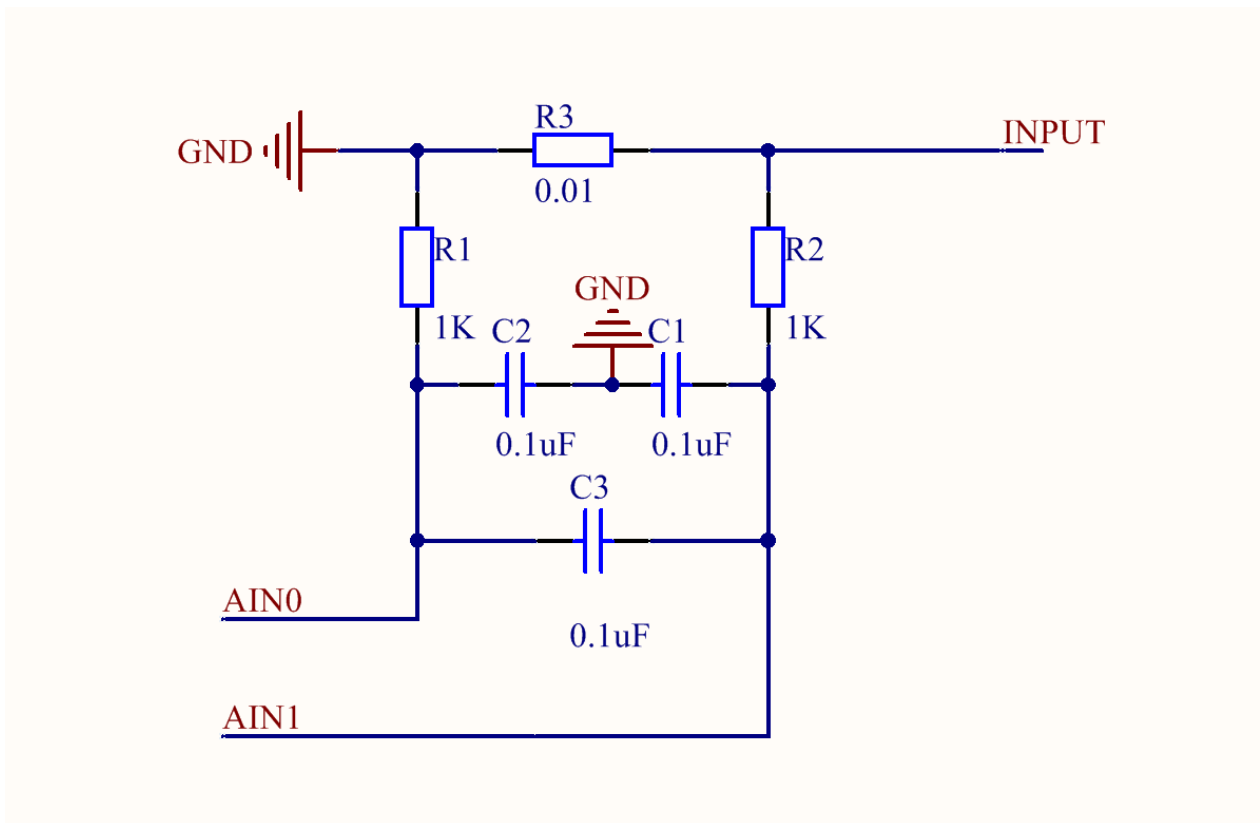 R3
INPUT
GND
0.01
R1
R2
GND
1K
C2
C1
1K
0.1uF
0.1uF
C3
AIN0
0.1uF
AIN1